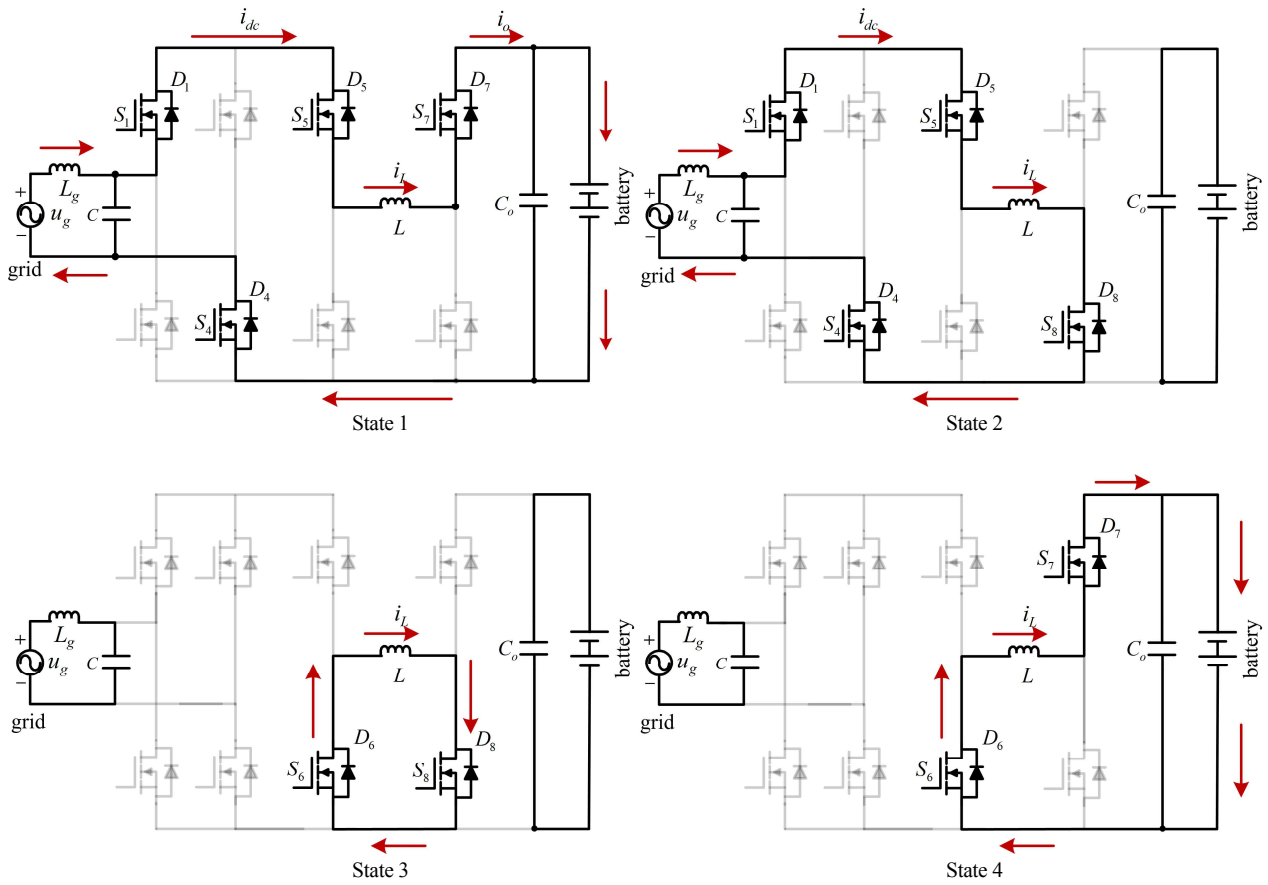 i_dc i_o
D_1 D_5 D_7
S_1 S_5 S_7
i_L
+ L_g
u_g C L C_o battery
−
grid
D_4
S_4
State 1
i_dc
D_1 D_5
S_1 S_5
i_L
+ L_g
u_g C L C_o battery
−
grid
D_4 D_8
S_4 S_8
State 2
i_L
+ L_g
u_g C L C_o battery
−
grid
D_6 D_8
S_6 S_8
State 3
D_7
S_7
i_L
+ L_g
u_g C L C_o battery
−
grid
D_6
S_6
State 4